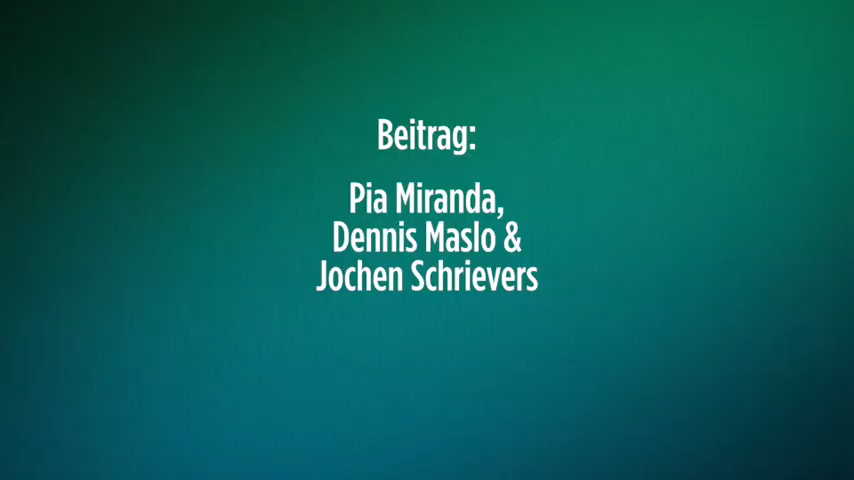 Beitrag:
Pia Miranda,
Dennis Maslo &
Jochen Schrievers